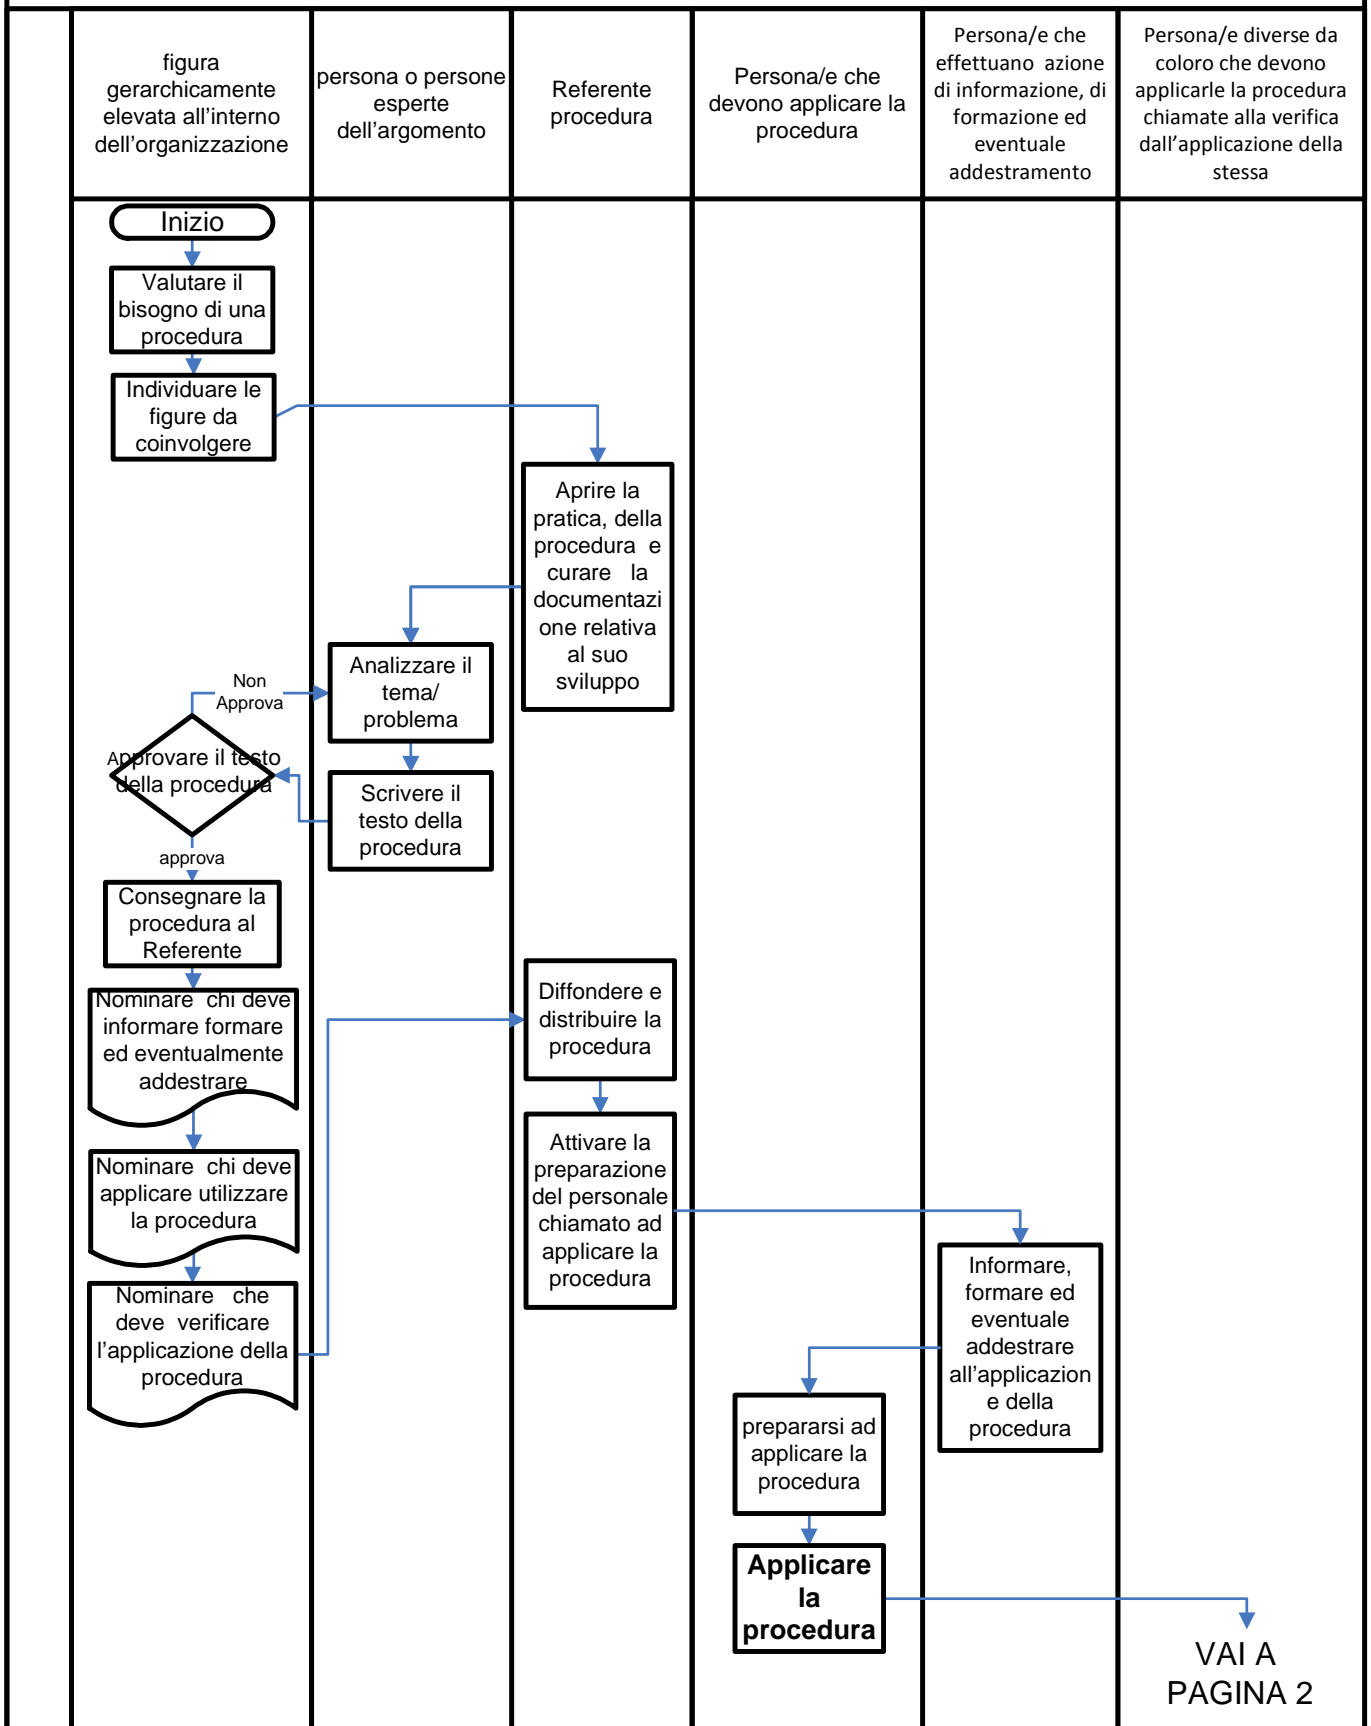 figura
gerarchicamente
elevata all’interno
dell’organizzazione
persona o persone
esperte
dell’argomento
Referente
procedura
Persona/e che
devono applicare la
procedura
Persona/e che
effettuano azione
di informazione, di
formazione ed
eventuale
addestramento
Persona/e diverse da
coloro che devono
applicarle la procedura
chiamate alla verifica
dall’applicazione della
stessa
Inizio
Valutare il
bisogno di una
procedura
Individuare le
figure da
coinvolgere
Aprire la
pratica, della
procedura e
curare la
documentazi
one relativa
al suo
sviluppo
Analizzare il
tema/
problema
Non
Approva
Approvare il testo
della procedura
Scrivere il
testo della
procedura
approva
Consegnare la
procedura al
Referente
Nominare chi deve
informare formare
ed eventualmente
addestrare
Diffondere e
distribuire la
procedura
Nominare chi deve
applicare utilizzare
la procedura
Attivare la
preparazione
del personale
chiamato ad
applicare la
procedura
Nominare che
deve verificare
l’applicazione della
procedura
Informare,
formare ed
eventuale
addestrare
all’applicazion
e della
procedura
prepararsi ad
applicare la
procedura
Applicare
la
procedura
VAI A
PAGINA 2